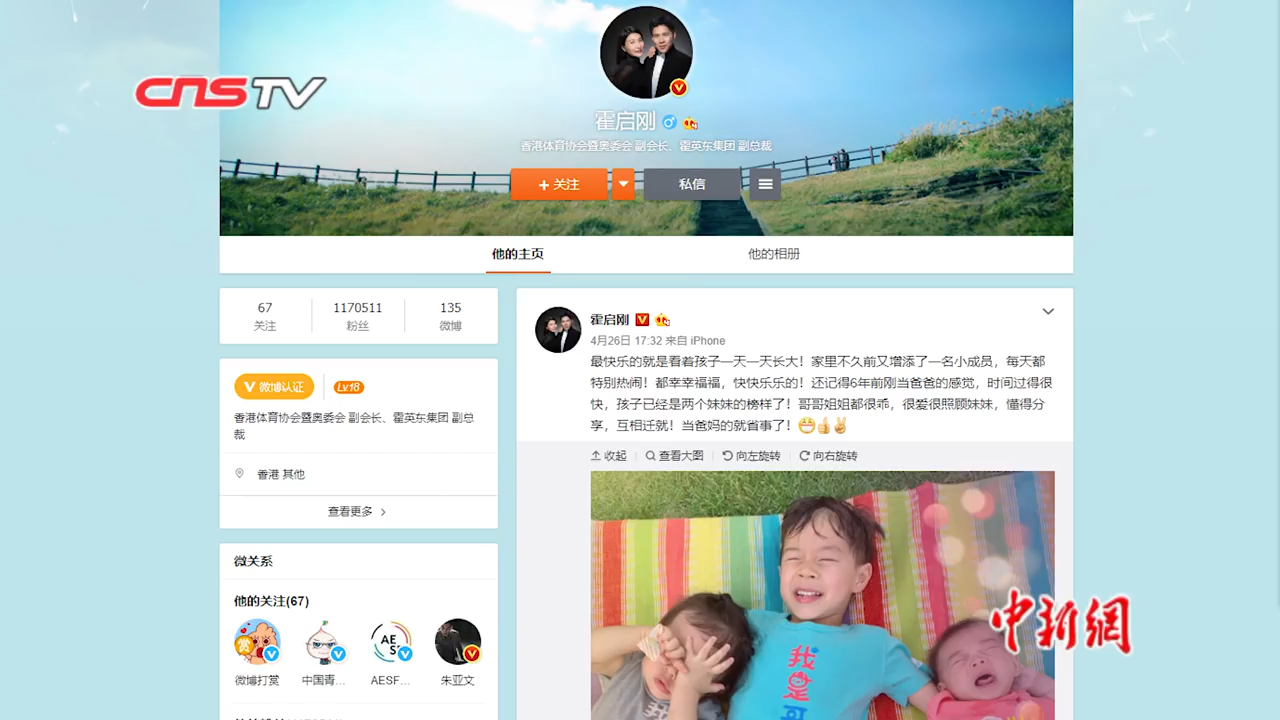 CNSTV
霍启刚
香港体育协会暨奥委会 副会长、霍英东集团 副总裁
+ 关注
私信
他的主页
他的相册
67
1170511
135
关注
粉丝
微博
V 微博认证
Lv18
香港体育协会暨奥委会 副会长、霍英东集团 副总
裁
香港 其他
查看更多 >
微关系
他的关注(67)
微博打赏
中国青...
AESF...
朱亚文
霍启刚
4月26日 17:32 来自 iPhone
最快乐的就是看着孩子一天一天长大！家里不久前又增添了一名小成员，每天都
特别热闹！都幸幸福福，快快乐乐的！还记得6年前刚当爸爸的感觉，时间过得很
快，孩子已经是两个妹妹的榜样了！哥哥姐姐都很乖，很爱很照顾妹妹，懂得分
享，互相迁就！当爸妈的就省事了！😷👍✌
收起
查看大图
向左旋转
向右旋转
我
是
哥
我
中新網